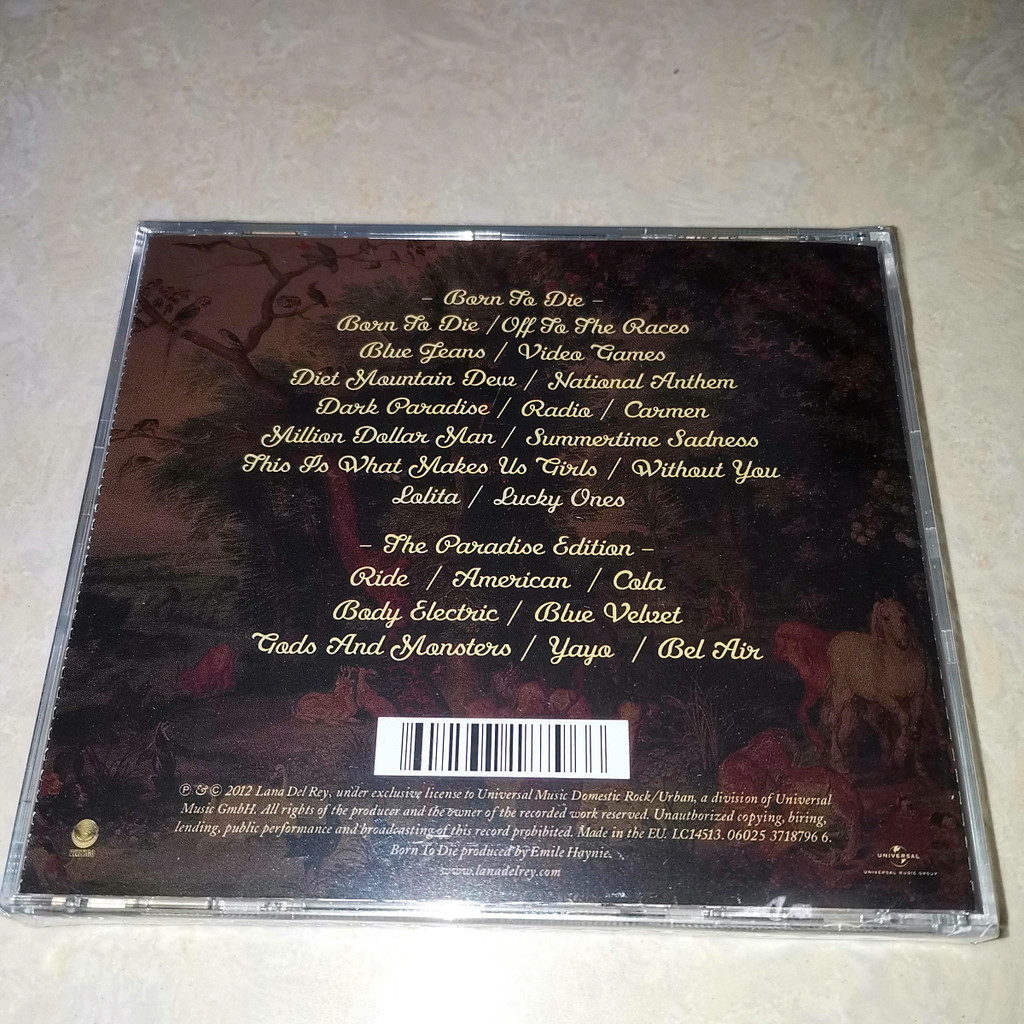 – Born To Die –
Born To Die / Off To The Races
Blue Jeans / Video Games
Diet Mountain Dew / National Anthem
Dark Paradise / Radio / Carmen
Million Dollar Man / Summertime Sadness
This Is What Makes Us Girls / Without You
Lolita / Lucky Ones
– The Paradise Edition –
Ride / American / Cola
Body Electric / Blue Velvet
Gods And Monsters / Yayo / Bel Air
℗ & © 2012 Lana Del Rey, under exclusive license to Universal Music Domestic Rock/Urban, a division of Universal
Music GmbH. All rights of the producer and the owner of the recorded work reserved. Unauthorized copying, hiring,
lending, public performance and broadcasting of this record prohibited. Made in the EU. LC14513. 06025 3718796 6.
Born To Die produced by Emile Haynie.
www.lanadelrey.com
VERTIGO
UNIVERSAL
UNIVERSAL MUSIC GROUP